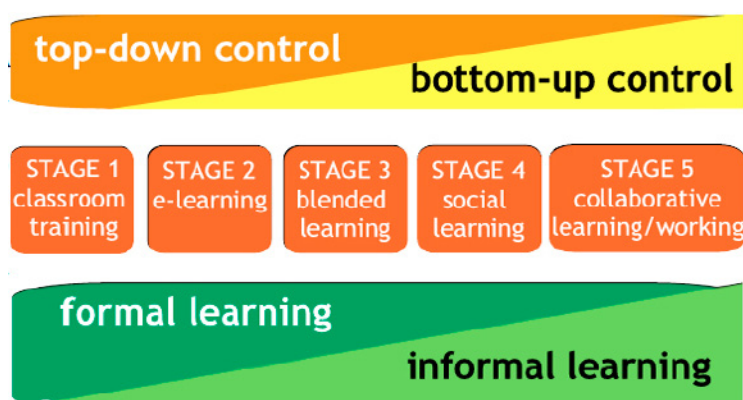 top-down control
bottom-up control
STAGE 1
classroom
training
STAGE 2
e-learning
STAGE 3
blended
learning
STAGE 4
social
learning
STAGE 5
collaborative
learning/working
formal learning
informal learning